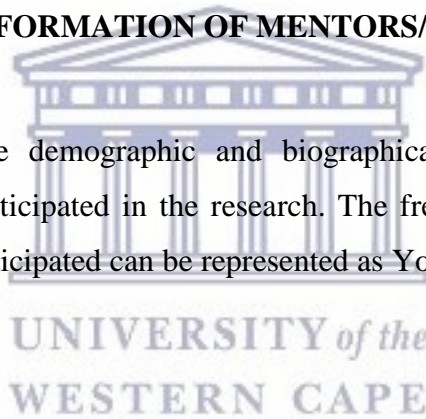 FORMATION OF MENTORS/
e demographic and biographica
ticipated in the research. The fre
icipated can be represented as Yo
UNIVERSITY of the
WESTERN CAPE